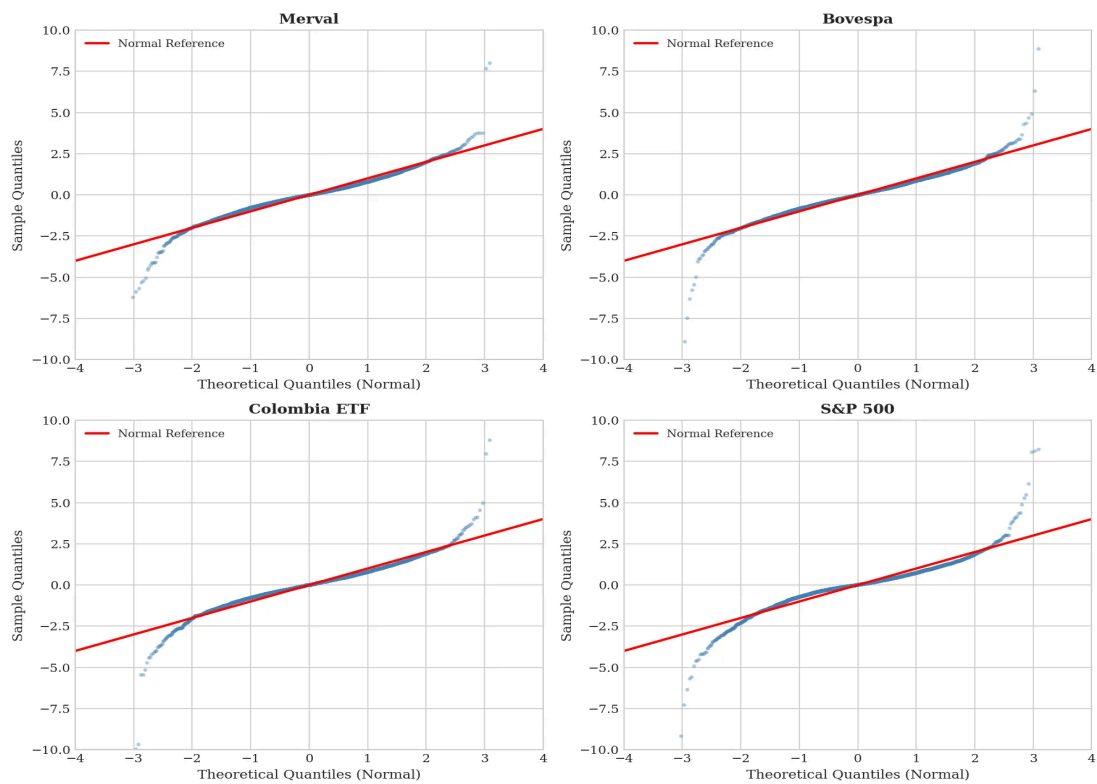 Merval
Normal Reference
10.0
7.5
5.0
2.5
0.0
−2.5
−5.0
−7.5
−10.0
Sample Quantiles
−4 −3 −2 −1 0 1 2 3 4
Theoretical Quantiles (Normal)
Bovespa
Normal Reference
10.0
7.5
5.0
2.5
0.0
−2.5
−5.0
−7.5
−10.0
Sample Quantiles
−4 −3 −2 −1 0 1 2 3 4
Theoretical Quantiles (Normal)
Colombia ETF
Normal Reference
10.0
7.5
5.0
2.5
0.0
−2.5
−5.0
−7.5
−10.0
Sample Quantiles
−4 −3 −2 −1 0 1 2 3 4
Theoretical Quantiles (Normal)
S&P 500
Normal Reference
10.0
7.5
5.0
2.5
0.0
−2.5
−5.0
−7.5
−10.0
Sample Quantiles
−4 −3 −2 −1 0 1 2 3 4
Theoretical Quantiles (Normal)